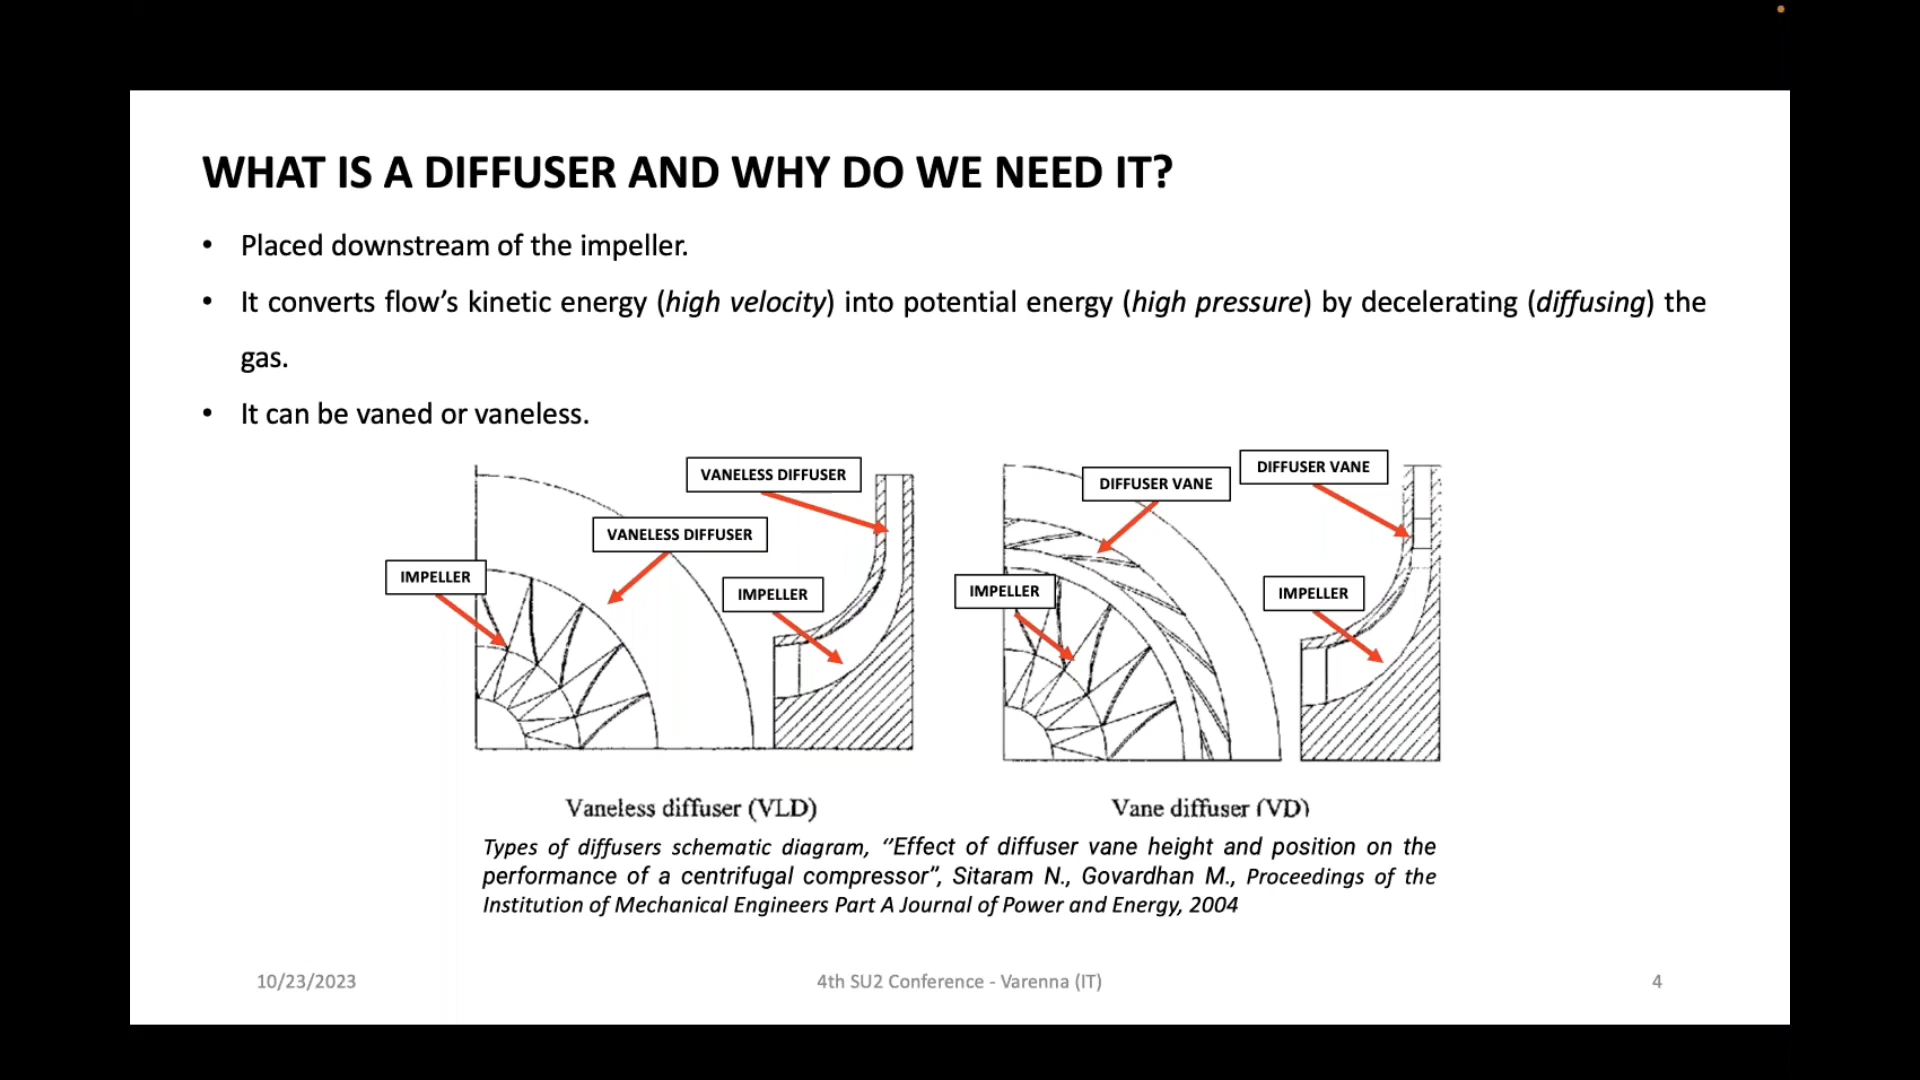 WHAT IS A DIFFUSER AND WHY DO WE NEED IT?
• Placed downstream of the impeller.
• It converts flow’s kinetic energy (high velocity) into potential energy (high pressure) by decelerating (diffusing) the
gas.
• It can be vaned or vaneless.
VANELESS DIFFUSER
VANELESS DIFFUSER
IMPELLER
IMPELLER
DIFFUSER VANE
DIFFUSER VANE
IMPELLER
IMPELLER
Vaneless diffuser (VLD)
Vane diffuser (VD)
Types of diffusers schematic diagram, “Effect of diffuser vane height and position on the
performance of a centrifugal compressor”, Sitaram N., Govardhan M., Proceedings of the
Institution of Mechanical Engineers Part A Journal of Power and Energy, 2004
10/23/2023
4th SU2 Conference - Varenna (IT)
4